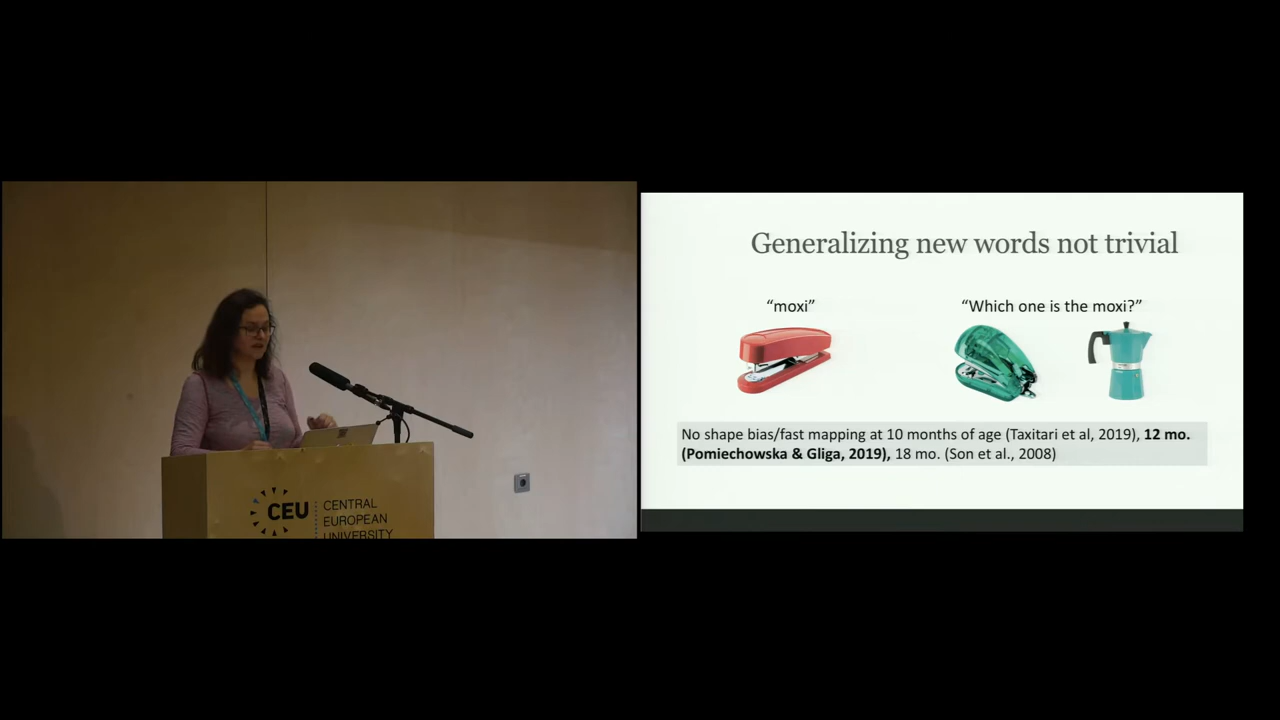 Generalizing new words not trivial
“moxi”
“Which one is the moxi?”
No shape bias/fast mapping at 10 months of age (Taxitari et al, 2019), 12 mo.
(Pomiechowska & Gliga, 2019), 18 mo. (Son et al., 2008)
CEU
CENTRAL
EUROPEAN
UNIVERSITY